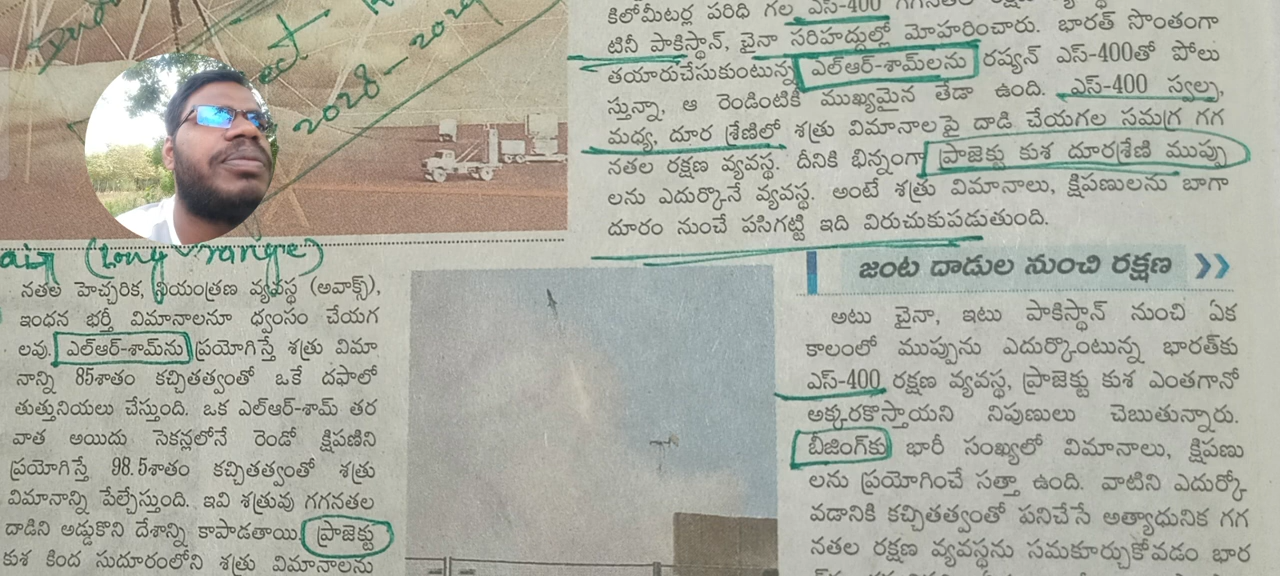 2028-2029
కిలోమీటర్ల పరిధి గల ఎస్-400 గగనతల
టినీ పాకిస్థాన్, చైనా సరిహద్దుల్లో మోహరించారు. భారత్ సొంతంగా
తయారుచేసుకుంటున్న ఎల్ఆర్-శామ్‌లను రష్యన్ ఎస్-400తో పోలు
స్తున్నా, ఆ రెండింటికీ ముఖ్యమైన తేడా ఉంది. ఎస్-400 స్వల్ప,
మధ్య, దూర శ్రేణిలో శత్రు విమానాలపై దాడి చేయగల సమగ్ర గగ
నతల రక్షణ వ్యవస్థ. దీనికి భిన్నంగా ప్రాజెక్టు కుశ దూరశ్రేణి ముప్పు
లను ఎదుర్కొనే వ్యవస్థ. అంటే శత్రు విమానాలు, క్షిపణులను బాగా
దూరం నుంచే పసిగట్టి ఇది విరుచుకుపడుతుంది.
air (long range)
నతల హెచ్చరిక, నియంత్రణ వ్యవస్థ (అవాక్స్),
ఇంధన భర్తీ విమానాలనూ ధ్వంసం చేయగ
లవు. ఎల్ఆర్-శామ్‌ను ప్రయోగిస్తే శత్రు విమా
నాన్ని 85శాతం కచ్చితత్వంతో ఒకే దఫాలో
తుత్తునియలు చేస్తుంది. ఒక ఎల్ఆర్-శామ్ తర
వాత అయిదు సెకన్లలోనే రెండో క్షిపణిని
ప్రయోగిస్తే 98.5శాతం కచ్చితత్వంతో శత్రు
విమానాన్ని పేల్చేస్తుంది. ఇవి శత్రువు గగనతల
దాడిని అడ్డుకొని దేశాన్ని కాపాడతాయి. ప్రాజెక్టు
కుశ కింద సుదూరంలోని శత్రు విమానాలను
జంట దాడుల నుంచి రక్షణ
అటు చైనా, ఇటు పాకిస్థాన్ నుంచి ఏక
కాలంలో ముప్పును ఎదుర్కొంటున్న భారత్‌కు
ఎస్-400 రక్షణ వ్యవస్థ, ప్రాజెక్టు కుశ ఎంతగానో
అక్కరకొస్తాయని నిపుణులు చెబుతున్నారు.
బీజింగ్‌కు భారీ సంఖ్యలో విమానాలు, క్షిపణు
లను ప్రయోగించే సత్తా ఉంది. వాటిని ఎదుర్కో
వడానికి కచ్చితత్వంతో పనిచేసే అత్యాధునిక గగ
నతల రక్షణ వ్యవస్థను సమకూర్చుకోవడం భార